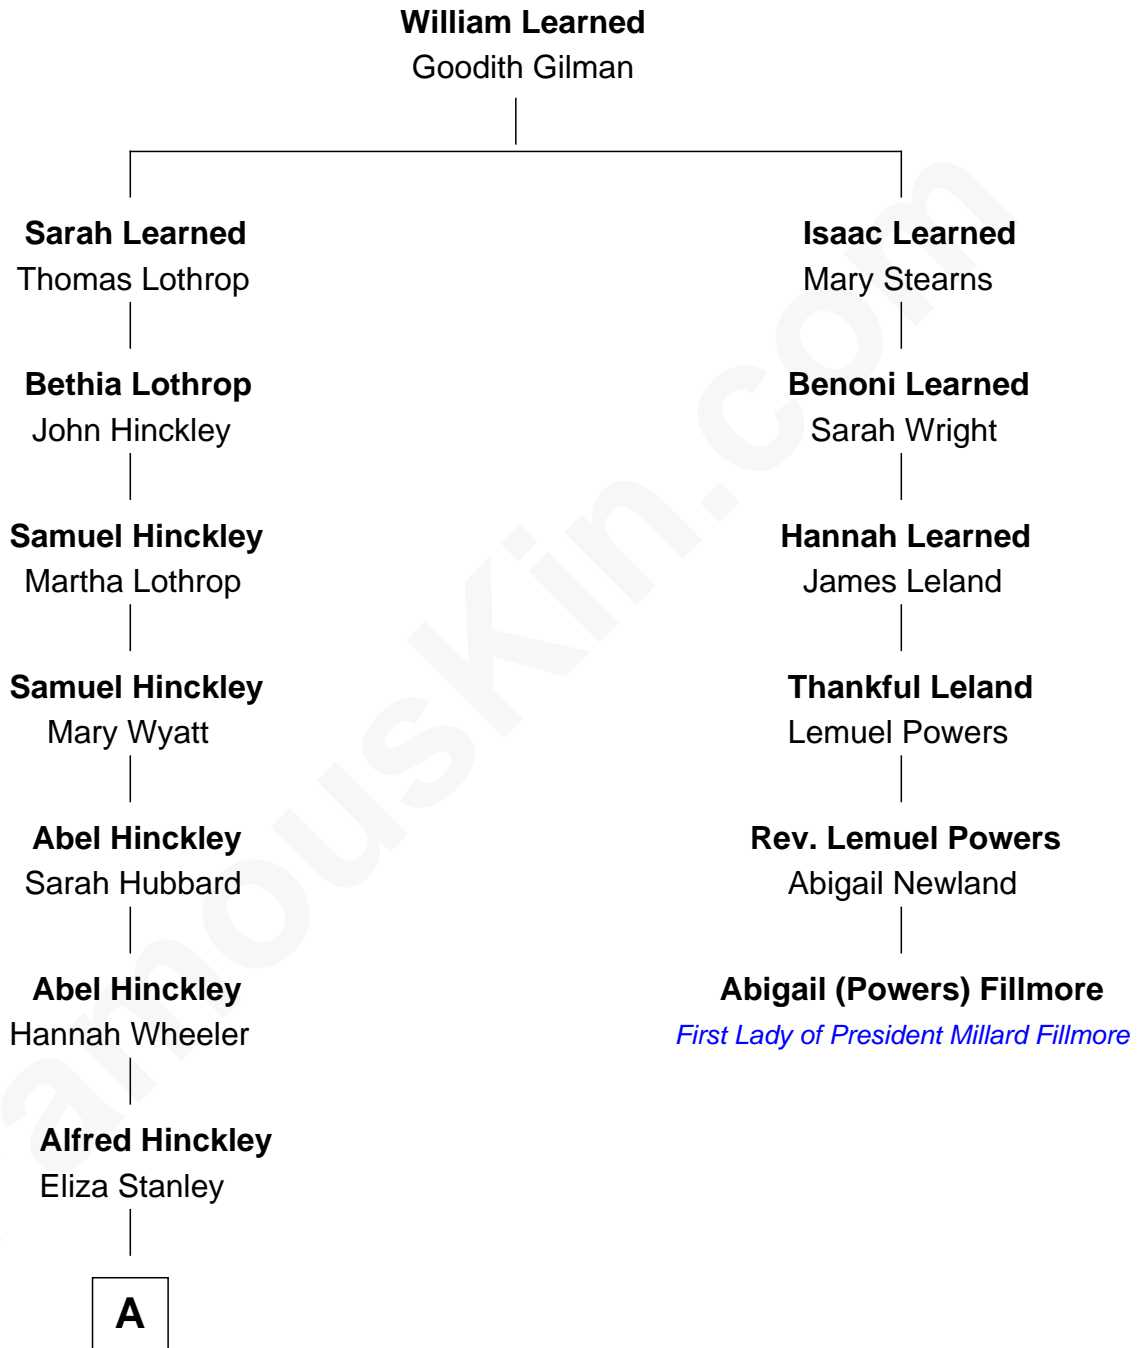 William Learned
Goodith Gilman
Sarah Learned
Thomas Lothrop
Isaac Learned
Mary Stearns
Bethia Lothrop
John Hinckley
Benoni Learned
Sarah Wright
Samuel Hinckley
Martha Lothrop
Hannah Learned
James Leland
Samuel Hinckley
Mary Wyatt
Thankful Leland
Lemuel Powers
Abel Hinckley
Sarah Hubbard
Rev. Lemuel Powers
Abigail Newland
Abel Hinckley
Hannah Wheeler
Abigail (Powers) Fillmore
First Lady of President Millard Fillmore
Alfred Hinckley
Eliza Stanley
A
amouskin.com